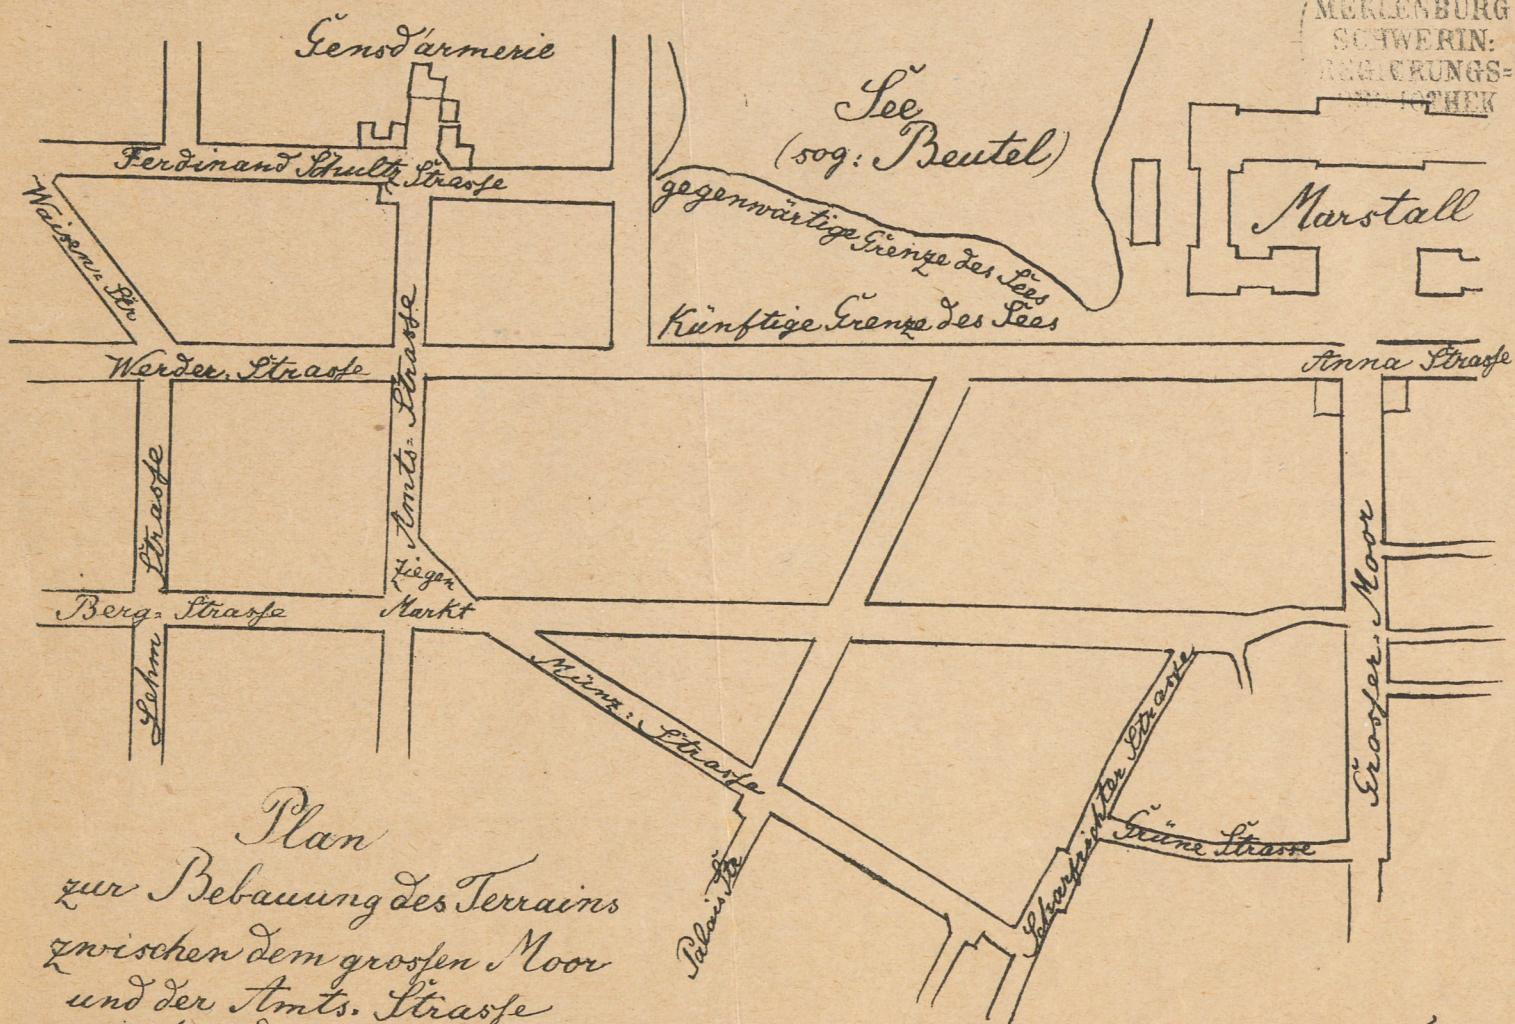 MEKLENBURG
SCHWERIN:
REGIERUNGS=
Gensd'armerie
See
(sog: Beutel)
Ferdinand Schultz Strasse
gegenwärtige Grenze des Sees
Marstall
Waisen= Str
Künftige Grenze des Sees
Werder. Strasse
Anna Strasse
Amts= Strasse
Lehm Strasse
Ziegen
Markt
Berg= Strasse
Grosser= Moor
Münz= Strasse
Scharfrichter Strasse
Grüne Strasse
Palais Str
Plan
zur Bebauung des Terrains
zwischen dem grossen Moor
und der Amts. Strasse